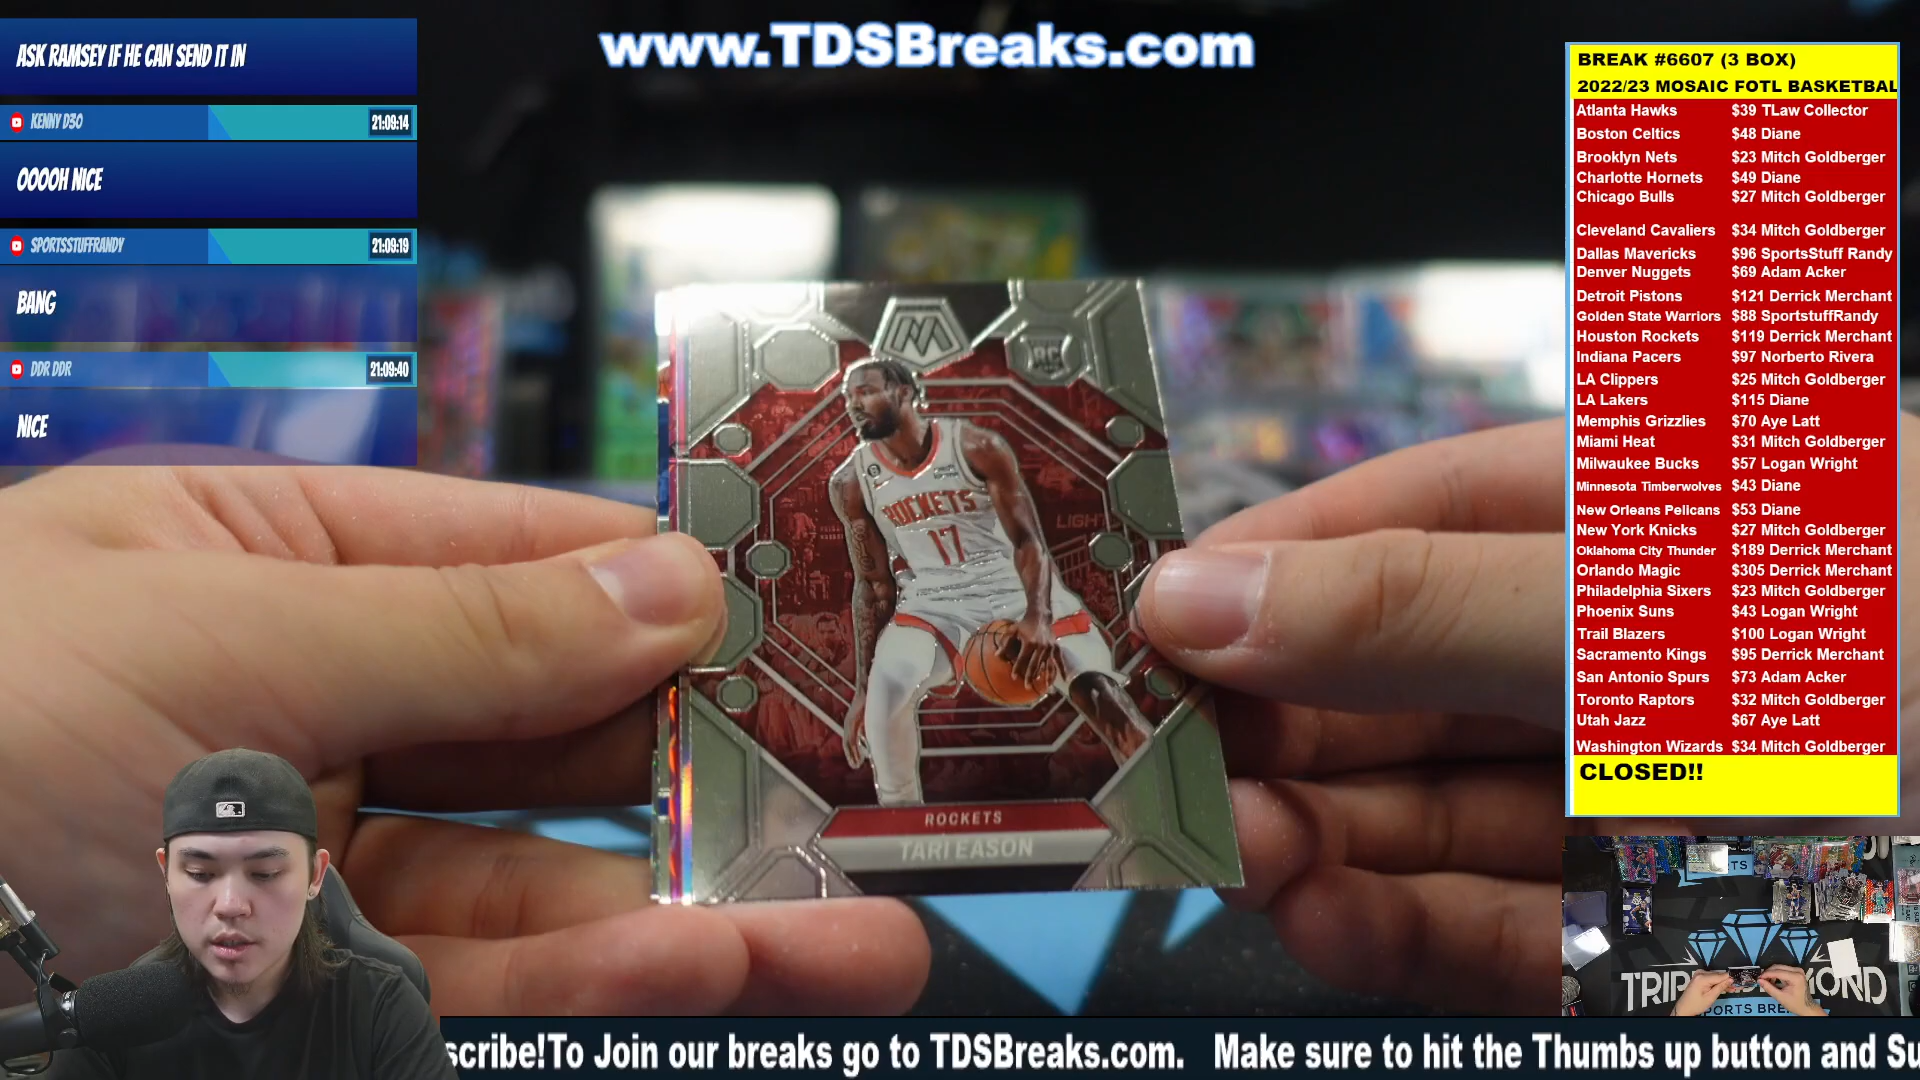 www.TDSBreaks.com
ASK RAMSEY IF HE CAN SEND IT IN
KENNY D30 21:09:14
OOOOH NICE
SPORTSSTUFFRANDY 21:09:19
BANG
DDR DDR 21:09:40
NICE
RC
ROCKETS
17
LIGHT
ROCKETS
TARI EASON
BREAK #6607 (3 BOX)
2022/23 MOSAIC FOTL BASKETBAL
Atlanta Hawks $39 TLaw Collector
Boston Celtics $48 Diane
Brooklyn Nets $23 Mitch Goldberger
Charlotte Hornets $49 Diane
Chicago Bulls $27 Mitch Goldberger
Cleveland Cavaliers $34 Mitch Goldberger
Dallas Mavericks $96 SportsStuff Randy
Denver Nuggets $69 Adam Acker
Detroit Pistons $121 Derrick Merchant
Golden State Warriors $88 SportstuffRandy
Houston Rockets $119 Derrick Merchant
Indiana Pacers $97 Norberto Rivera
LA Clippers $25 Mitch Goldberger
LA Lakers $115 Diane
Memphis Grizzlies $70 Aye Latt
Miami Heat $31 Mitch Goldberger
Milwaukee Bucks $57 Logan Wright
Minnesota Timberwolves $43 Diane
New Orleans Pelicans $53 Diane
New York Knicks $27 Mitch Goldberger
Oklahoma City Thunder $189 Derrick Merchant
Orlando Magic $305 Derrick Merchant
Philadelphia Sixers $23 Mitch Goldberger
Phoenix Suns $43 Logan Wright
Trail Blazers $100 Logan Wright
Sacramento Kings $95 Derrick Merchant
San Antonio Spurs $73 Adam Acker
Toronto Raptors $32 Mitch Goldberger
Utah Jazz $67 Aye Latt
Washington Wizards $34 Mitch Goldberger
CLOSED!!
scribe!To Join our breaks go to TDSBreaks.com. Make sure to hit the Thumbs up button and Su